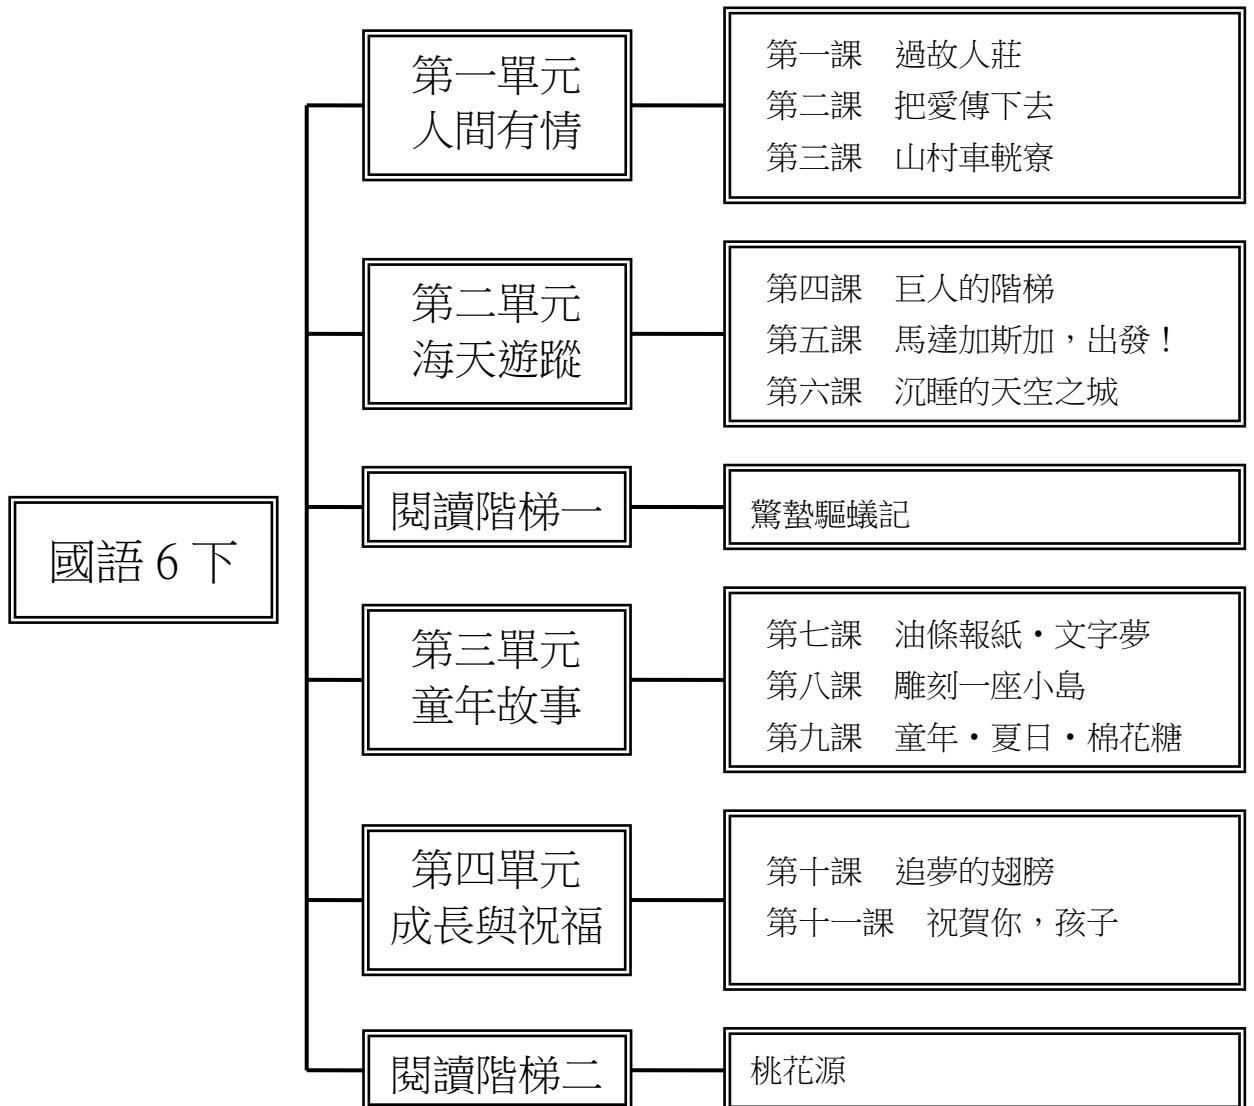 國語6下
第一單元
人間有情
第一課　過故人莊
第二課　把愛傳下去
第三課　山村車輄寮
第二單元
海天遊蹤
第四課　巨人的階梯
第五課　馬達加斯加，出發！
第六課　沉睡的天空之城
閱讀階梯一
驚蟄驅蟻記
第三單元
童年故事
第七課　油條報紙・文字夢
第八課　雕刻一座小島
第九課　童年・夏日・棉花糖
第四單元
成長與祝福
第十課　追夢的翅膀
第十一課　祝賀你，孩子
閱讀階梯二
桃花源